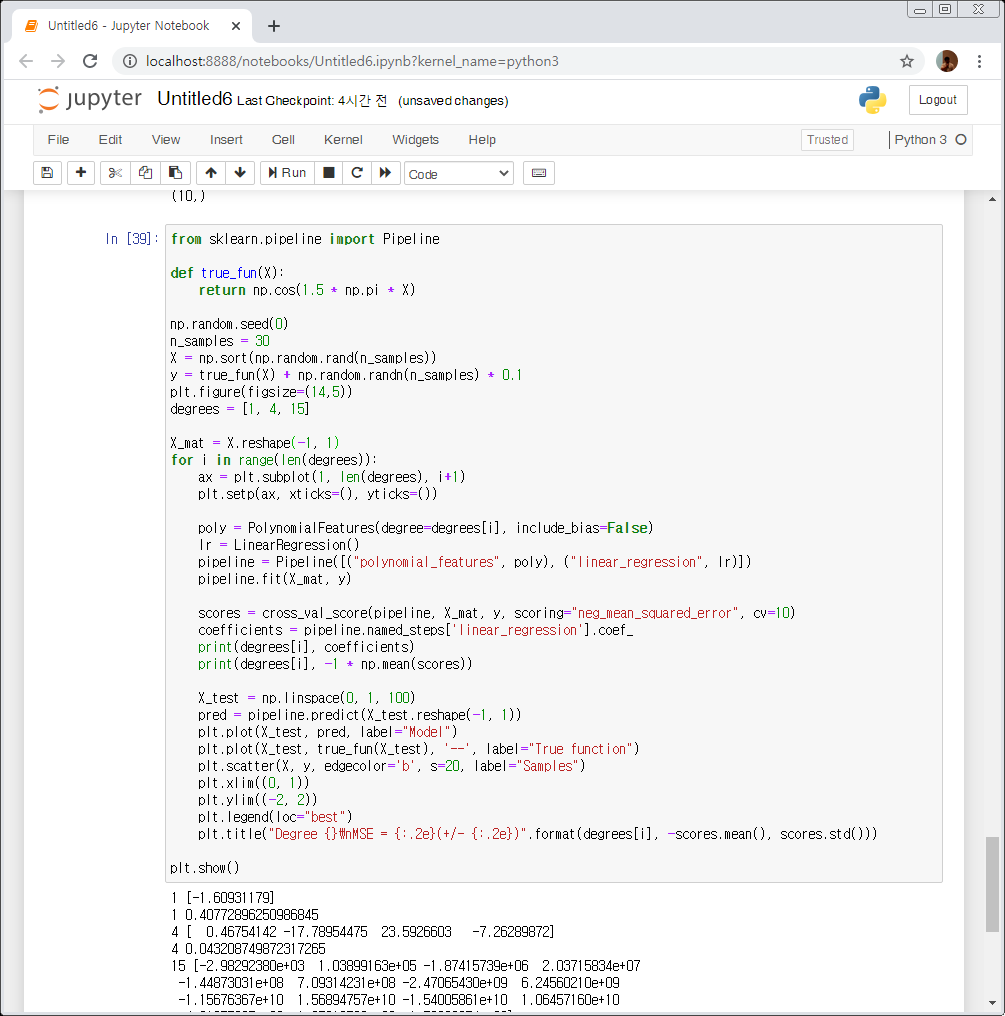 Untitled6 - Jupyter Notebook
localhost:8888/notebooks/Untitled6.ipynb?kernel_name=python3
jupyter Untitled6 Last Checkpoint: 4시간 전 (unsaved changes) Logout
File Edit View Insert Cell Kernel Widgets Help Trusted Python 3
Run Code
(10,)
In [39]: from sklearn.pipeline import Pipeline
def true_fun(X):
    return np.cos(1.5 * np.pi * X)
np.random.seed(0)
n_samples = 30
X = np.sort(np.random.rand(n_samples))
y = true_fun(X) + np.random.randn(n_samples) * 0.1
plt.figure(figsize=(14,5))
degrees = [1, 4, 15]
X_mat = X.reshape(-1, 1)
for i in range(len(degrees)):
    ax = plt.subplot(1, len(degrees), i+1)
    plt.setp(ax, xticks=(), yticks=())
    poly = PolynomialFeatures(degree=degrees[i], include_bias=False)
    lr = LinearRegression()
    pipeline = Pipeline([("polynomial_features", poly), ("linear_regression", lr)])
    pipeline.fit(X_mat, y)
    scores = cross_val_score(pipeline, X_mat, y, scoring="neg_mean_squared_error", cv=10)
    coefficients = pipeline.named_steps['linear_regression'].coef_
    print(degrees[i], coefficients)
    print(degrees[i], -1 * np.mean(scores))
    X_test = np.linspace(0, 1, 100)
    pred = pipeline.predict(X_test.reshape(-1, 1))
    plt.plot(X_test, pred, label="Model")
    plt.plot(X_test, true_fun(X_test), '--', label="True function")
    plt.scatter(X, y, edgecolor='b', s=20, label="Samples")
    plt.xlim((0, 1))
    plt.ylim((-2, 2))
    plt.legend(loc="best")
    plt.title("Degree {}₩nMSE = {:.2e}(+/- {:.2e})".format(degrees[i], -scores.mean(), scores.std()))
plt.show()
1 [-1.60931179]
1 0.40772896250986845
4 [  0.46754142 -17.78954475  23.5926603   -7.26289872]
4 0.043208749872317265
15 [-2.98292380e+03  1.03899163e+05 -1.87415739e+06  2.03715834e+07
 -1.44873031e+08  7.09314231e+08 -2.47065430e+09  6.24560210e+09
 -1.15676367e+10  1.56894757e+10 -1.54005861e+10  1.06457160e+10